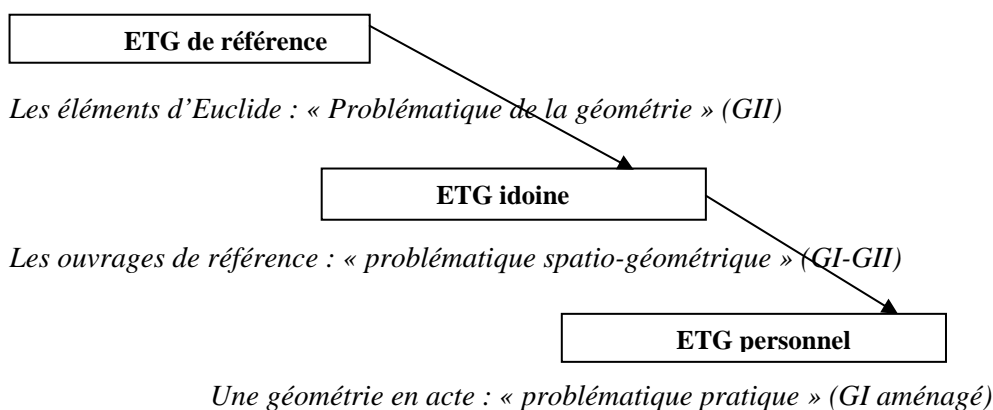 ETG de référence
Les éléments d'Euclide : « Problématique de la géométrie » (GII)
ETG idoine
Les ouvrages de référence : « problématique spatio-géométrique » (GI-GII)
ETG personnel
Une géométrie en acte : « problématique pratique » (GI aménagé)